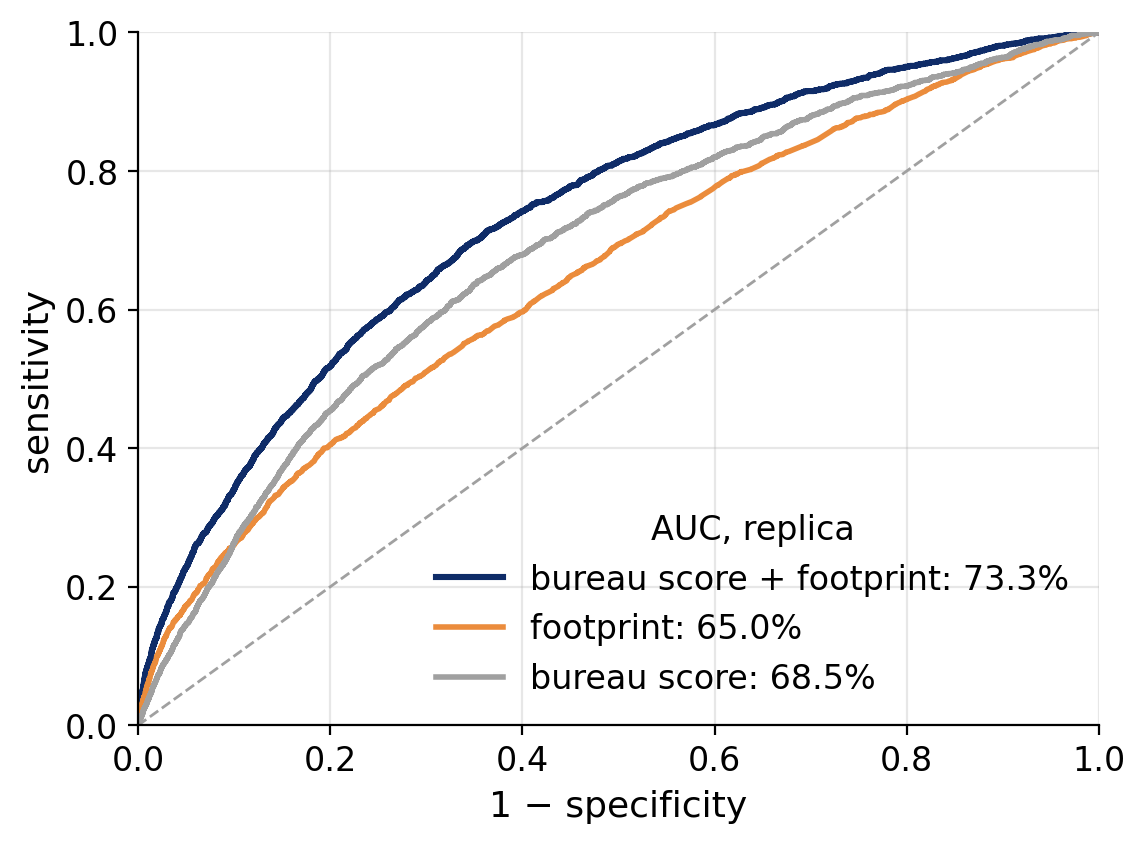 1.0
0.8
0.6
0.4
0.2
0.0
sensitivity
AUC, replica
bureau score + footprint: 73.3%
footprint: 65.0%
bureau score: 68.5%
0.0 0.2 0.4 0.6 0.8 1.0
1 − specificity